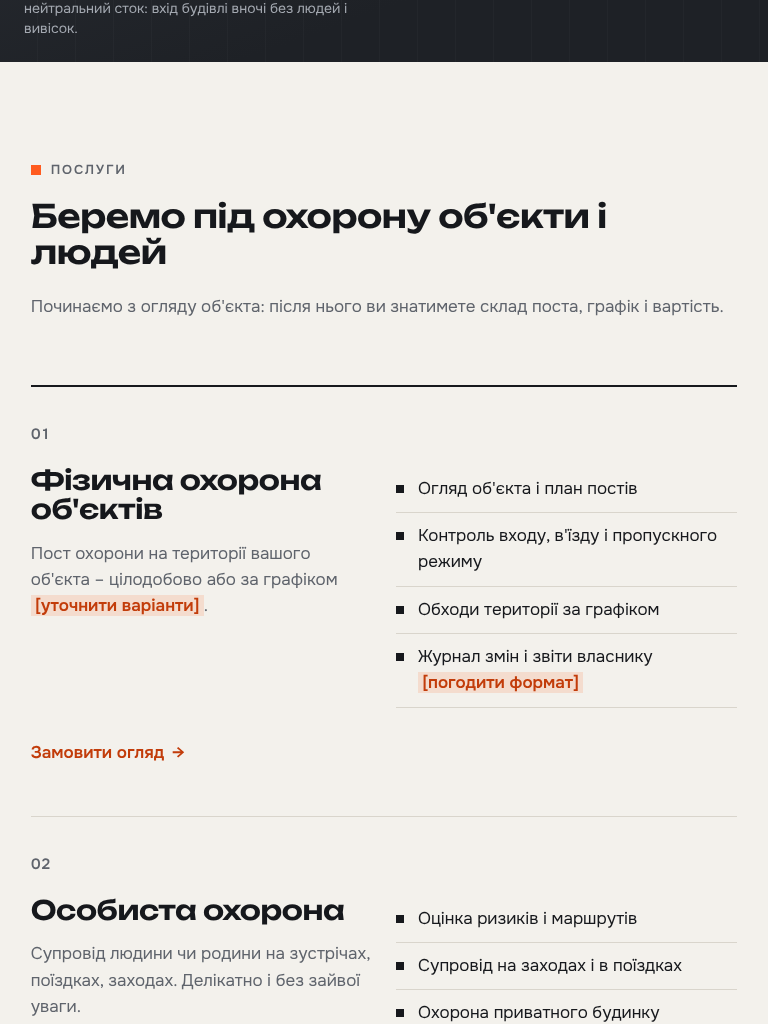 нейтральний сток: вхід будівлі вночі без людей і
вивісок.
ПОСЛУГИ
Беремо під охорону об'єкти і
людей
Починаємо з огляду об'єкта: після нього ви знатимете склад поста, графік і вартість.
01
Фізична охорона
об'єктів
Пост охорони на території вашого
об'єкта – цілодобово або за графіком
[уточнити варіанти].
Огляд об'єкта і план постів
Контроль входу, в'їзду і пропускного
режиму
Обходи території за графіком
Журнал змін і звіти власнику
[погодити формат]
Замовити огляд →
02
Особиста охорона
Супровід людини чи родини на зустрічах,
поїздках, заходах. Делікатно і без зайвої
уваги.
Оцінка ризиків і маршрутів
Супровід на заходах і в поїздках
Охорона приватного будинку